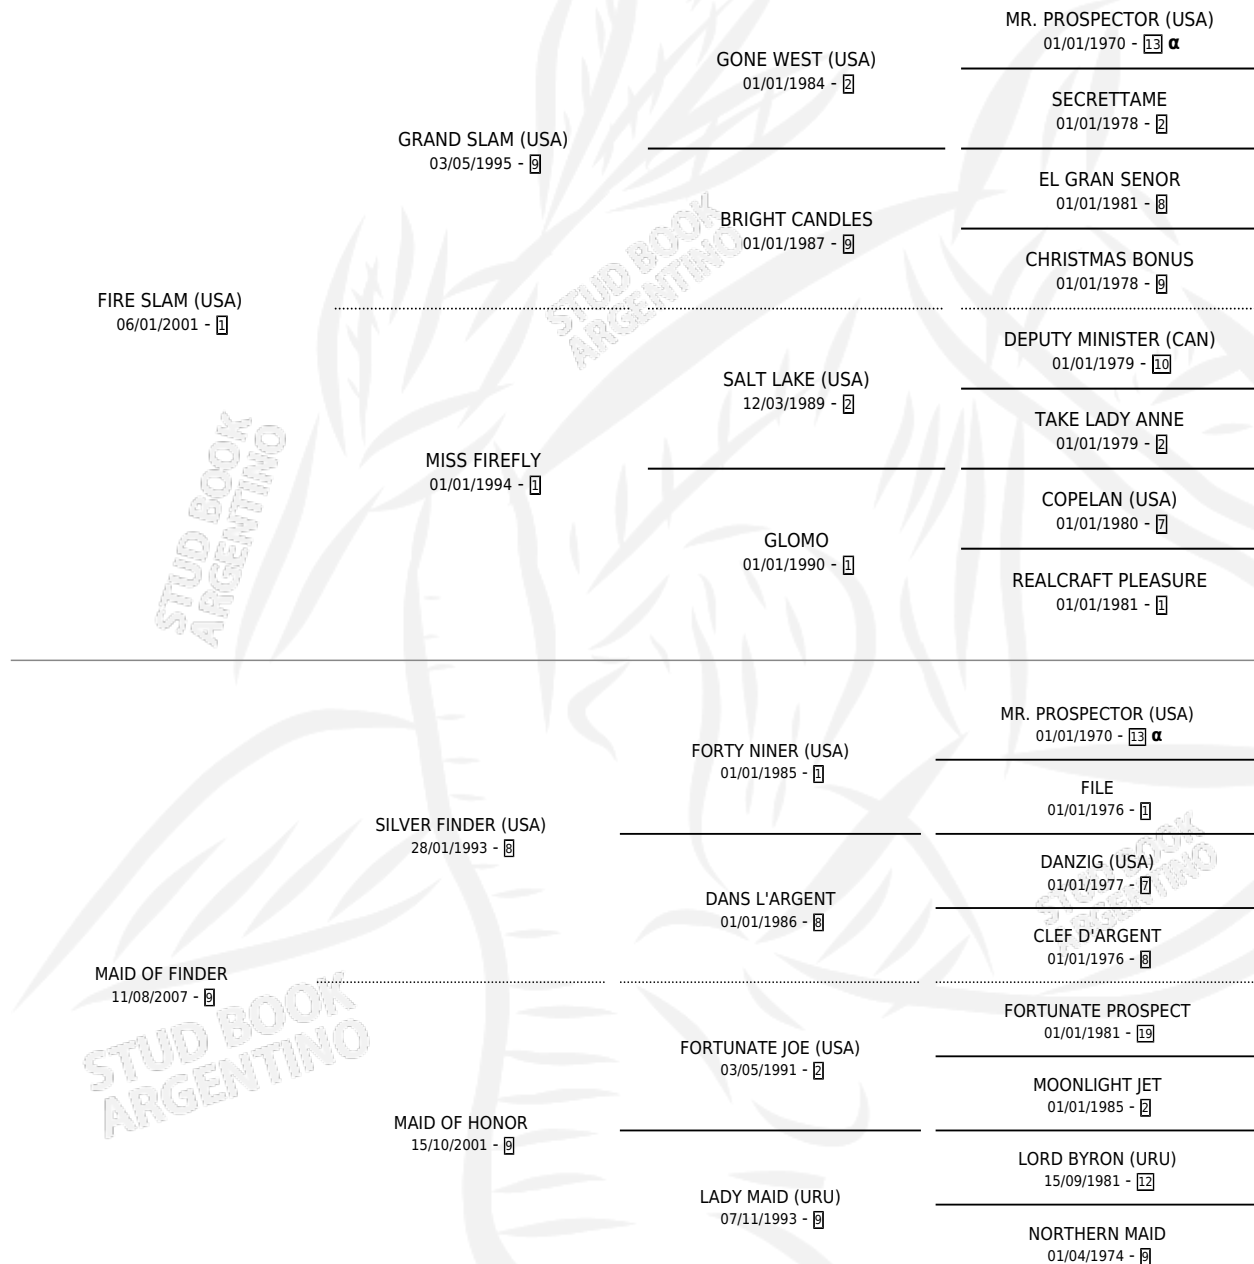 MR. PROSPECTOR (USA)
01/01/1970 - 13 α
GONE WEST (USA)
01/01/1984 - 2
SECRETTAME
01/01/1978 - 2
GRAND SLAM (USA)
03/05/1995 - 9
EL GRAN SENOR
01/01/1981 - 8
BRIGHT CANDLES
01/01/1987 - 9
CHRISTMAS BONUS
01/01/1978 - 9
STUD BOOK
ARGENTINO
FIRE SLAM (USA)
06/01/2001 - 1
DEPUTY MINISTER (CAN)
01/01/1979 - 10
SALT LAKE (USA)
12/03/1989 - 2
TAKE LADY ANNE
01/01/1979 - 2
MISS FIREFLY
01/01/1994 - 1
COPELAN (USA)
01/01/1980 - 7
GLOMO
01/01/1990 - 1
REALCRAFT PLEASURE
01/01/1981 - 1
STUD BOOK
ARGENTINO
MR. PROSPECTOR (USA)
01/01/1970 - 13 α
FORTY NINER (USA)
01/01/1985 - 1
FILE
01/01/1976 - 1
SILVER FINDER (USA)
28/01/1993 - 8
DANZIG (USA)
01/01/1977 - 7
STUD BOOK
ARGENTINO
DANS L'ARGENT
01/01/1986 - 8
CLEF D'ARGENT
01/01/1976 - 8
MAID OF FINDER
11/08/2007 - 9
STUD BOOK
ARGENTINO
FORTUNATE PROSPECT
01/01/1981 - 19
FORTUNATE JOE (USA)
03/05/1991 - 2
MOONLIGHT JET
01/01/1985 - 2
MAID OF HONOR
15/10/2001 - 9
LORD BYRON (URU)
15/09/1981 - 12
LADY MAID (URU)
07/11/1993 - 9
NORTHERN MAID
01/04/1974 - 9